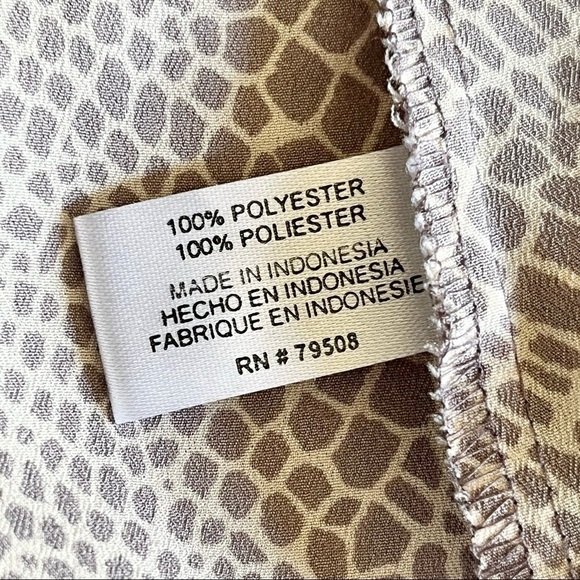 100% POLYESTER
100% POLIESTER
MADE IN INDONESIA
HECHO EN INDONESIA
FABRIQUE EN INDONESIE
RN # 79508